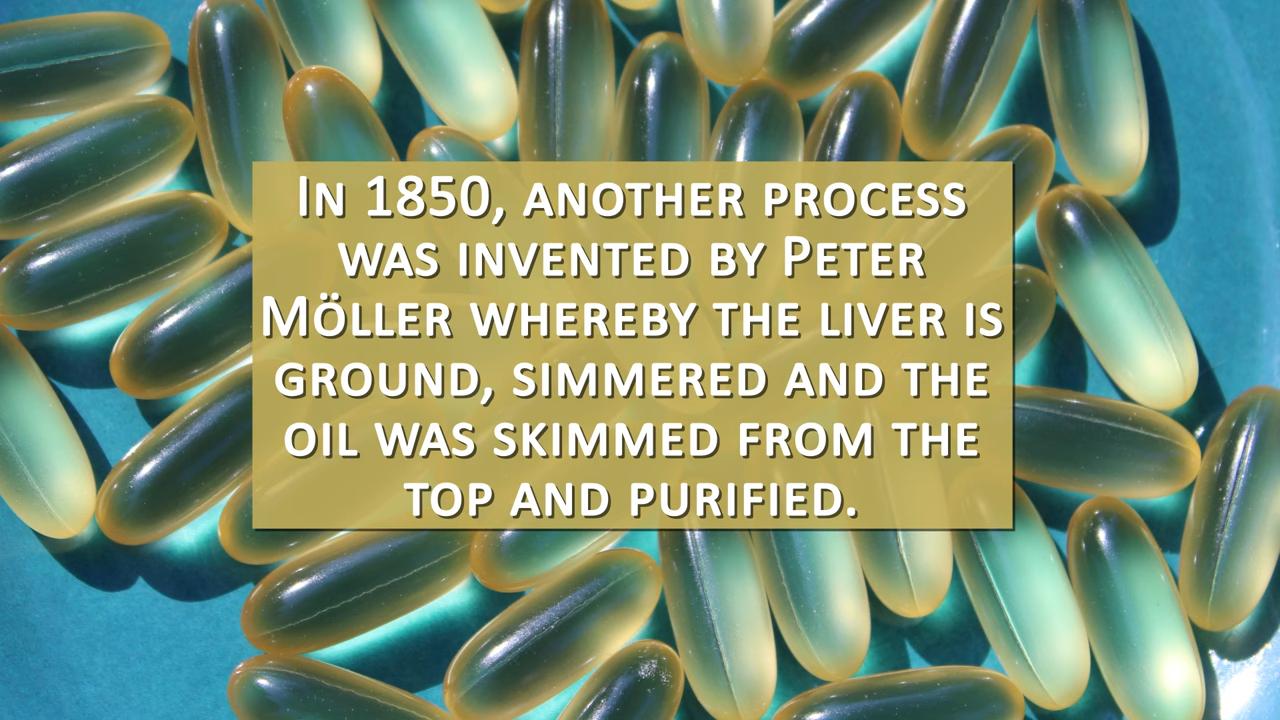 In 1850, another process
was invented by Peter
Möller whereby the liver is
ground, simmered and the
oil was skimmed from the
top and purified.